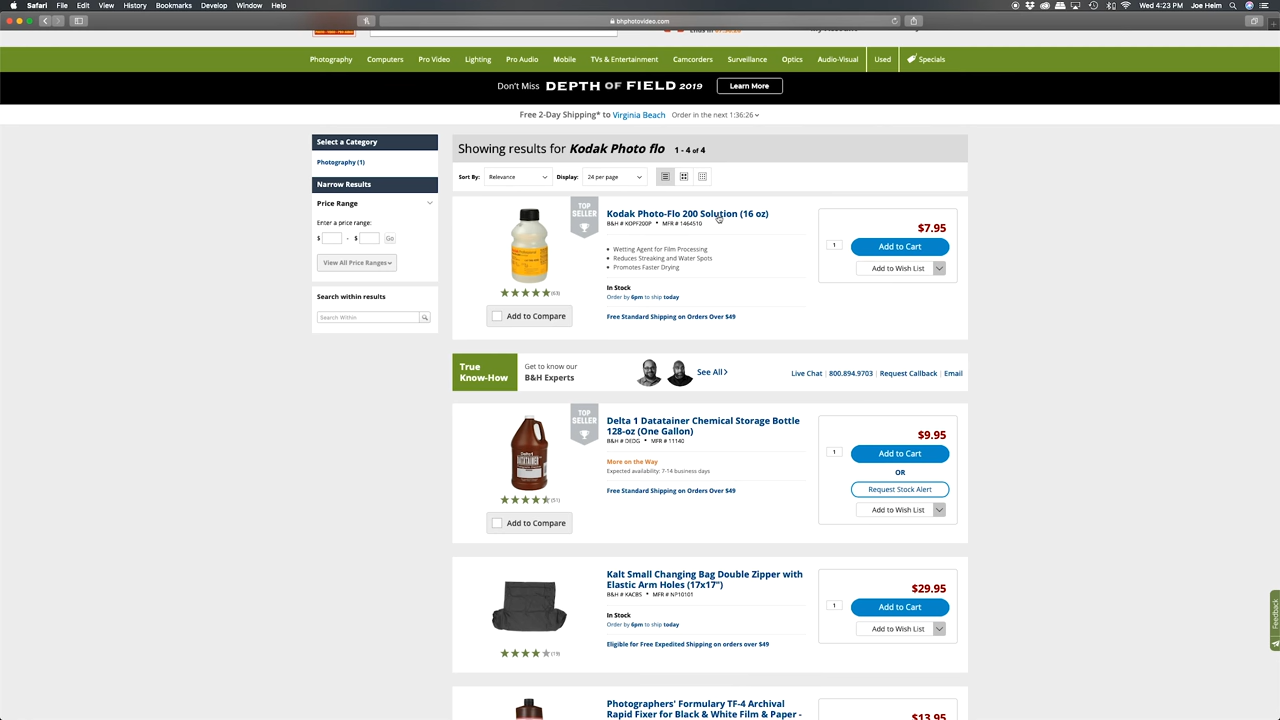 Safari File Edit View History Bookmarks Develop Window Help
Wed 4:23 PM Joe Helm
bhphotovideo.com
Photography Computers Pro Video Lighting Pro Audio Mobile TVs & Entertainment Camcorders Surveillance Optics Audio-Visual Used Specials
Don't Miss DEPTH OF FIELD 2019 Learn More
Free 2-Day Shipping* to Virginia Beach Order in the next 1:36:26
Select a Category
Photography (1)
Narrow Results
Price Range
Enter a price range:
$ - $ Go
View All Price Ranges
Search within results
Search Within
Showing results for Kodak Photo flo 1 - 4 of 4
Sort By: Relevance Display: 24 per page
TOP
SELLER
Kodak Photo-Flo 200 Solution (16 oz)
B&H # KOPF200P • MFR # 1464510
• Wetting Agent for Film Processing
• Reduces Streaking and Water Spots
• Promotes Faster Drying
In Stock
Order by 6pm to ship today
Free Standard Shipping on Orders Over $49
(63)
Add to Compare
$7.95
1 Add to Cart
Add to Wish List
True
Know-How
Get to know our
B&H Experts
See All
Live Chat | 800.894.9703 | Request Callback | Email
TOP
SELLER
Delta 1 Datatainer Chemical Storage Bottle
128-oz (One Gallon)
B&H # DEDG • MFR # 11140
More on the Way
Expected availability: 7-14 business days
Free Standard Shipping on Orders Over $49
(51)
Add to Compare
$9.95
1 Add to Cart
OR
Request Stock Alert
Add to Wish List
Kalt Small Changing Bag Double Zipper with
Elastic Arm Holes (17x17")
B&H # KACBS • MFR # NP10101
In Stock
Order by 6pm to ship today
Eligible for Free Expedited Shipping on orders over $49
(19)
$29.95
1 Add to Cart
Add to Wish List
Feedback
Photographers' Formulary TF-4 Archival
Rapid Fixer for Black & White Film & Paper -
$13.95